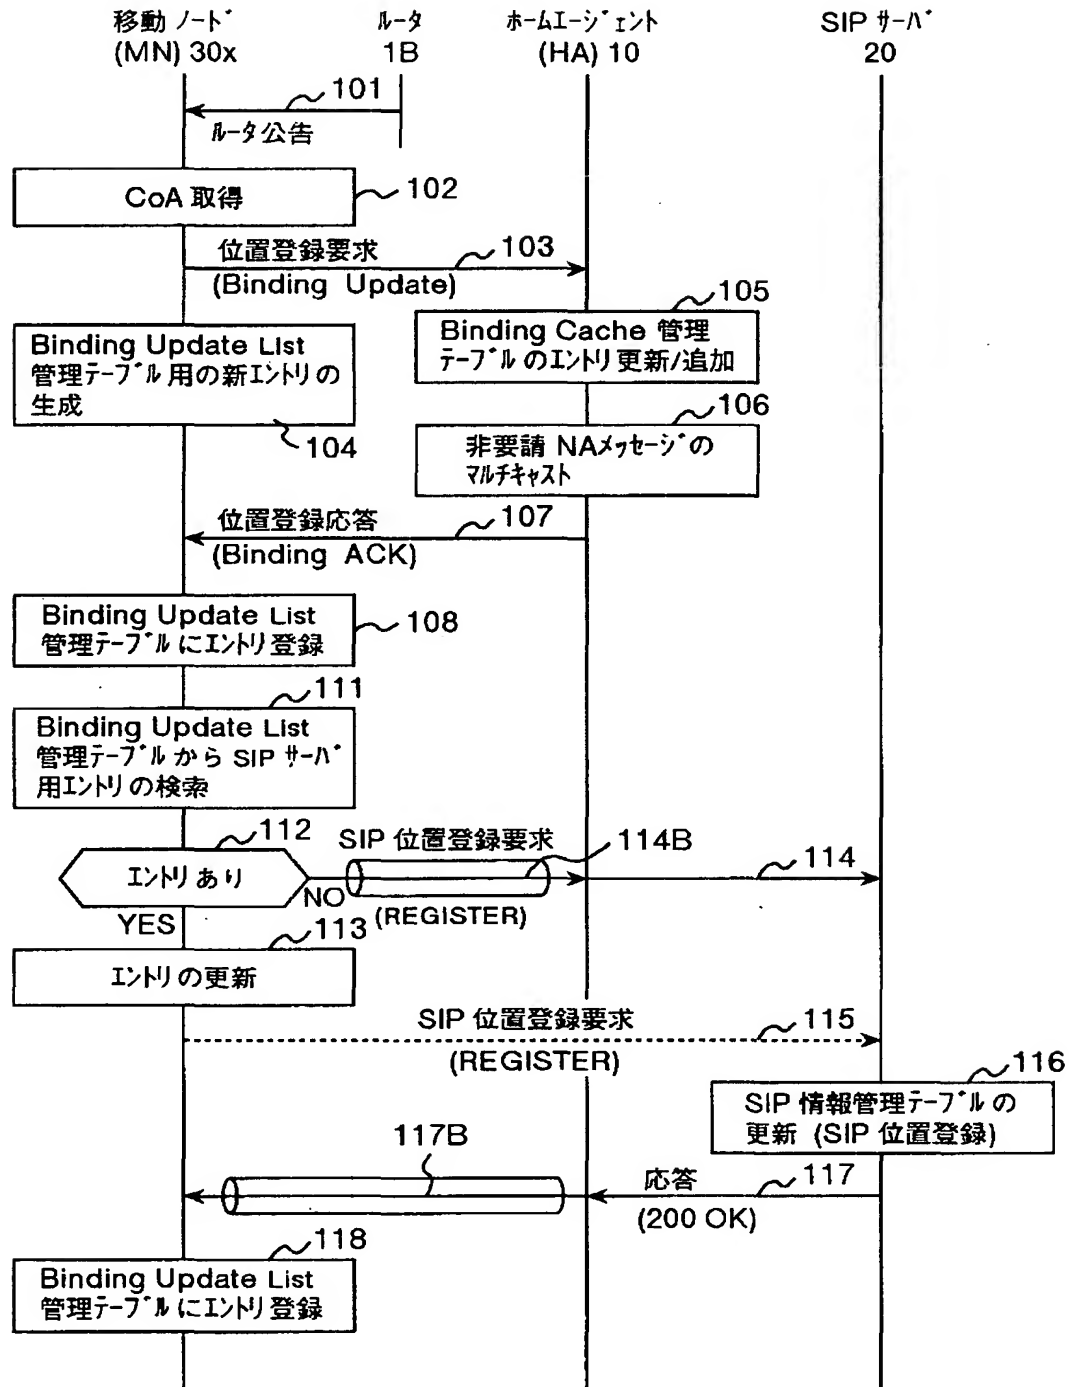 移動ノード
(MN) 30x
ルータ
1B
ホームエージェント
(HA) 10
SIP サーバ
20
101
ルータ公告
CoA 取得
102
位置登録要求
103
(Binding Update)
105
Binding Cache 管理
テーブルのエントリ更新/追加
Binding Update List
管理テーブル用の新エントリの
生成
104
106
非要請 NAメッセージの
マルチキャスト
位置登録応答
107
(Binding ACK)
Binding Update List
管理テーブルにエントリ登録
108
111
Binding Update List
管理テーブルから SIP サーバ
用エントリの検索
112
SIP 位置登録要求
114B
114
エントリあり
NO
(REGISTER)
YES
113
エントリの更新
SIP 位置登録要求
115
(REGISTER)
116
SIP 情報管理テーブルの
更新 (SIP 位置登録)
117B
応答
117
(200 OK)
118
Binding Update List
管理テーブルにエントリ登録